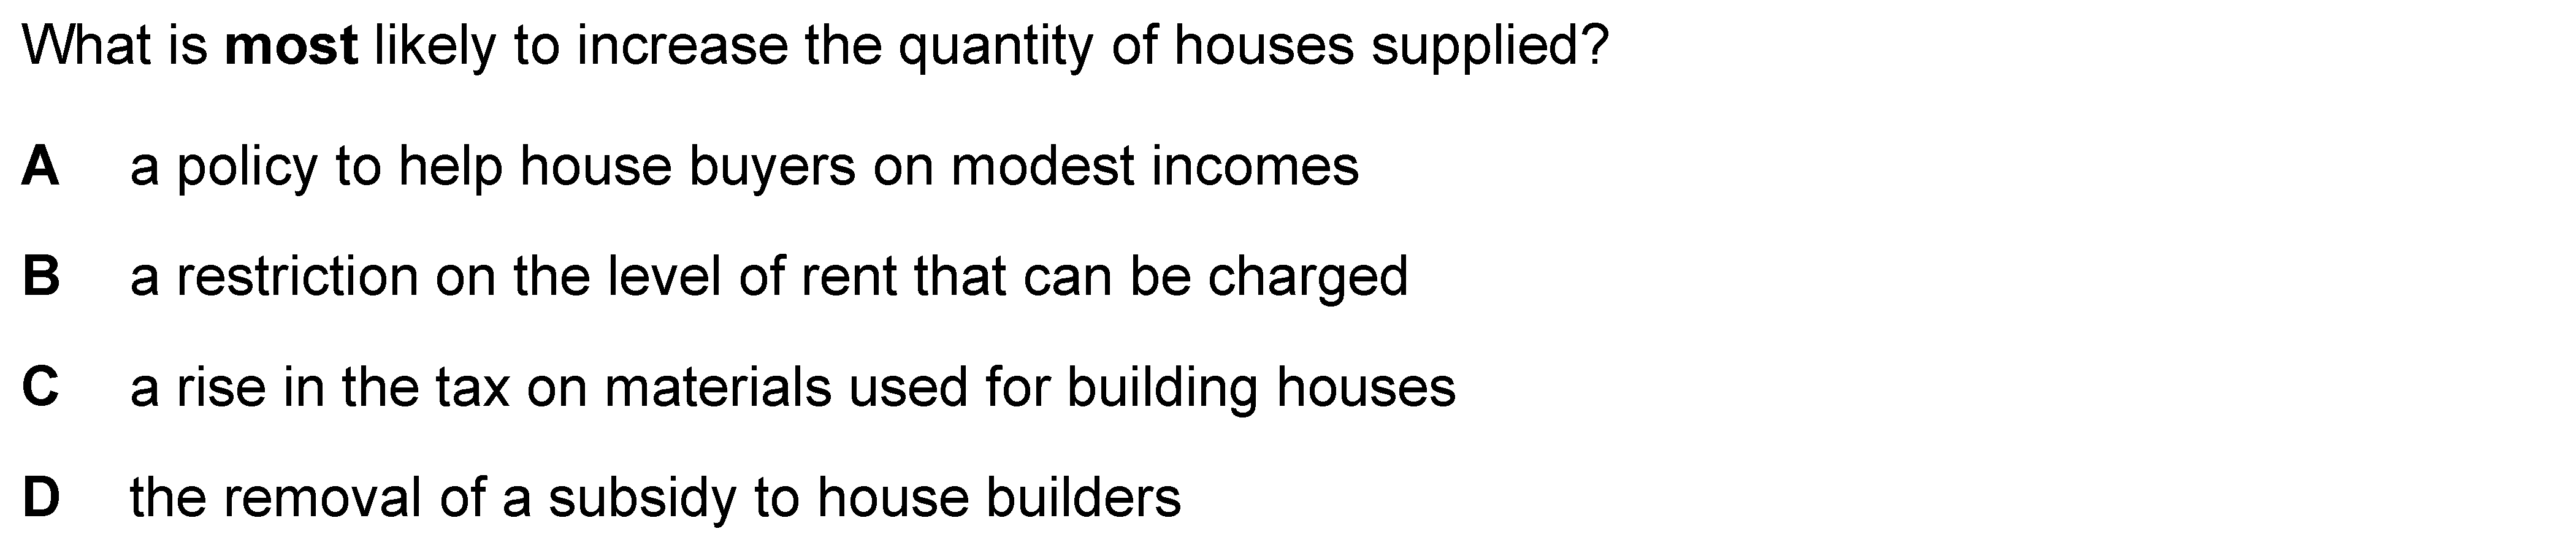 What is most likely to increase the quantity of houses supplied?
A a policy to help house buyers on modest incomes
B a restriction on the level of rent that can be charged
C a rise in the tax on materials used for building houses
D the removal of a subsidy to house builders